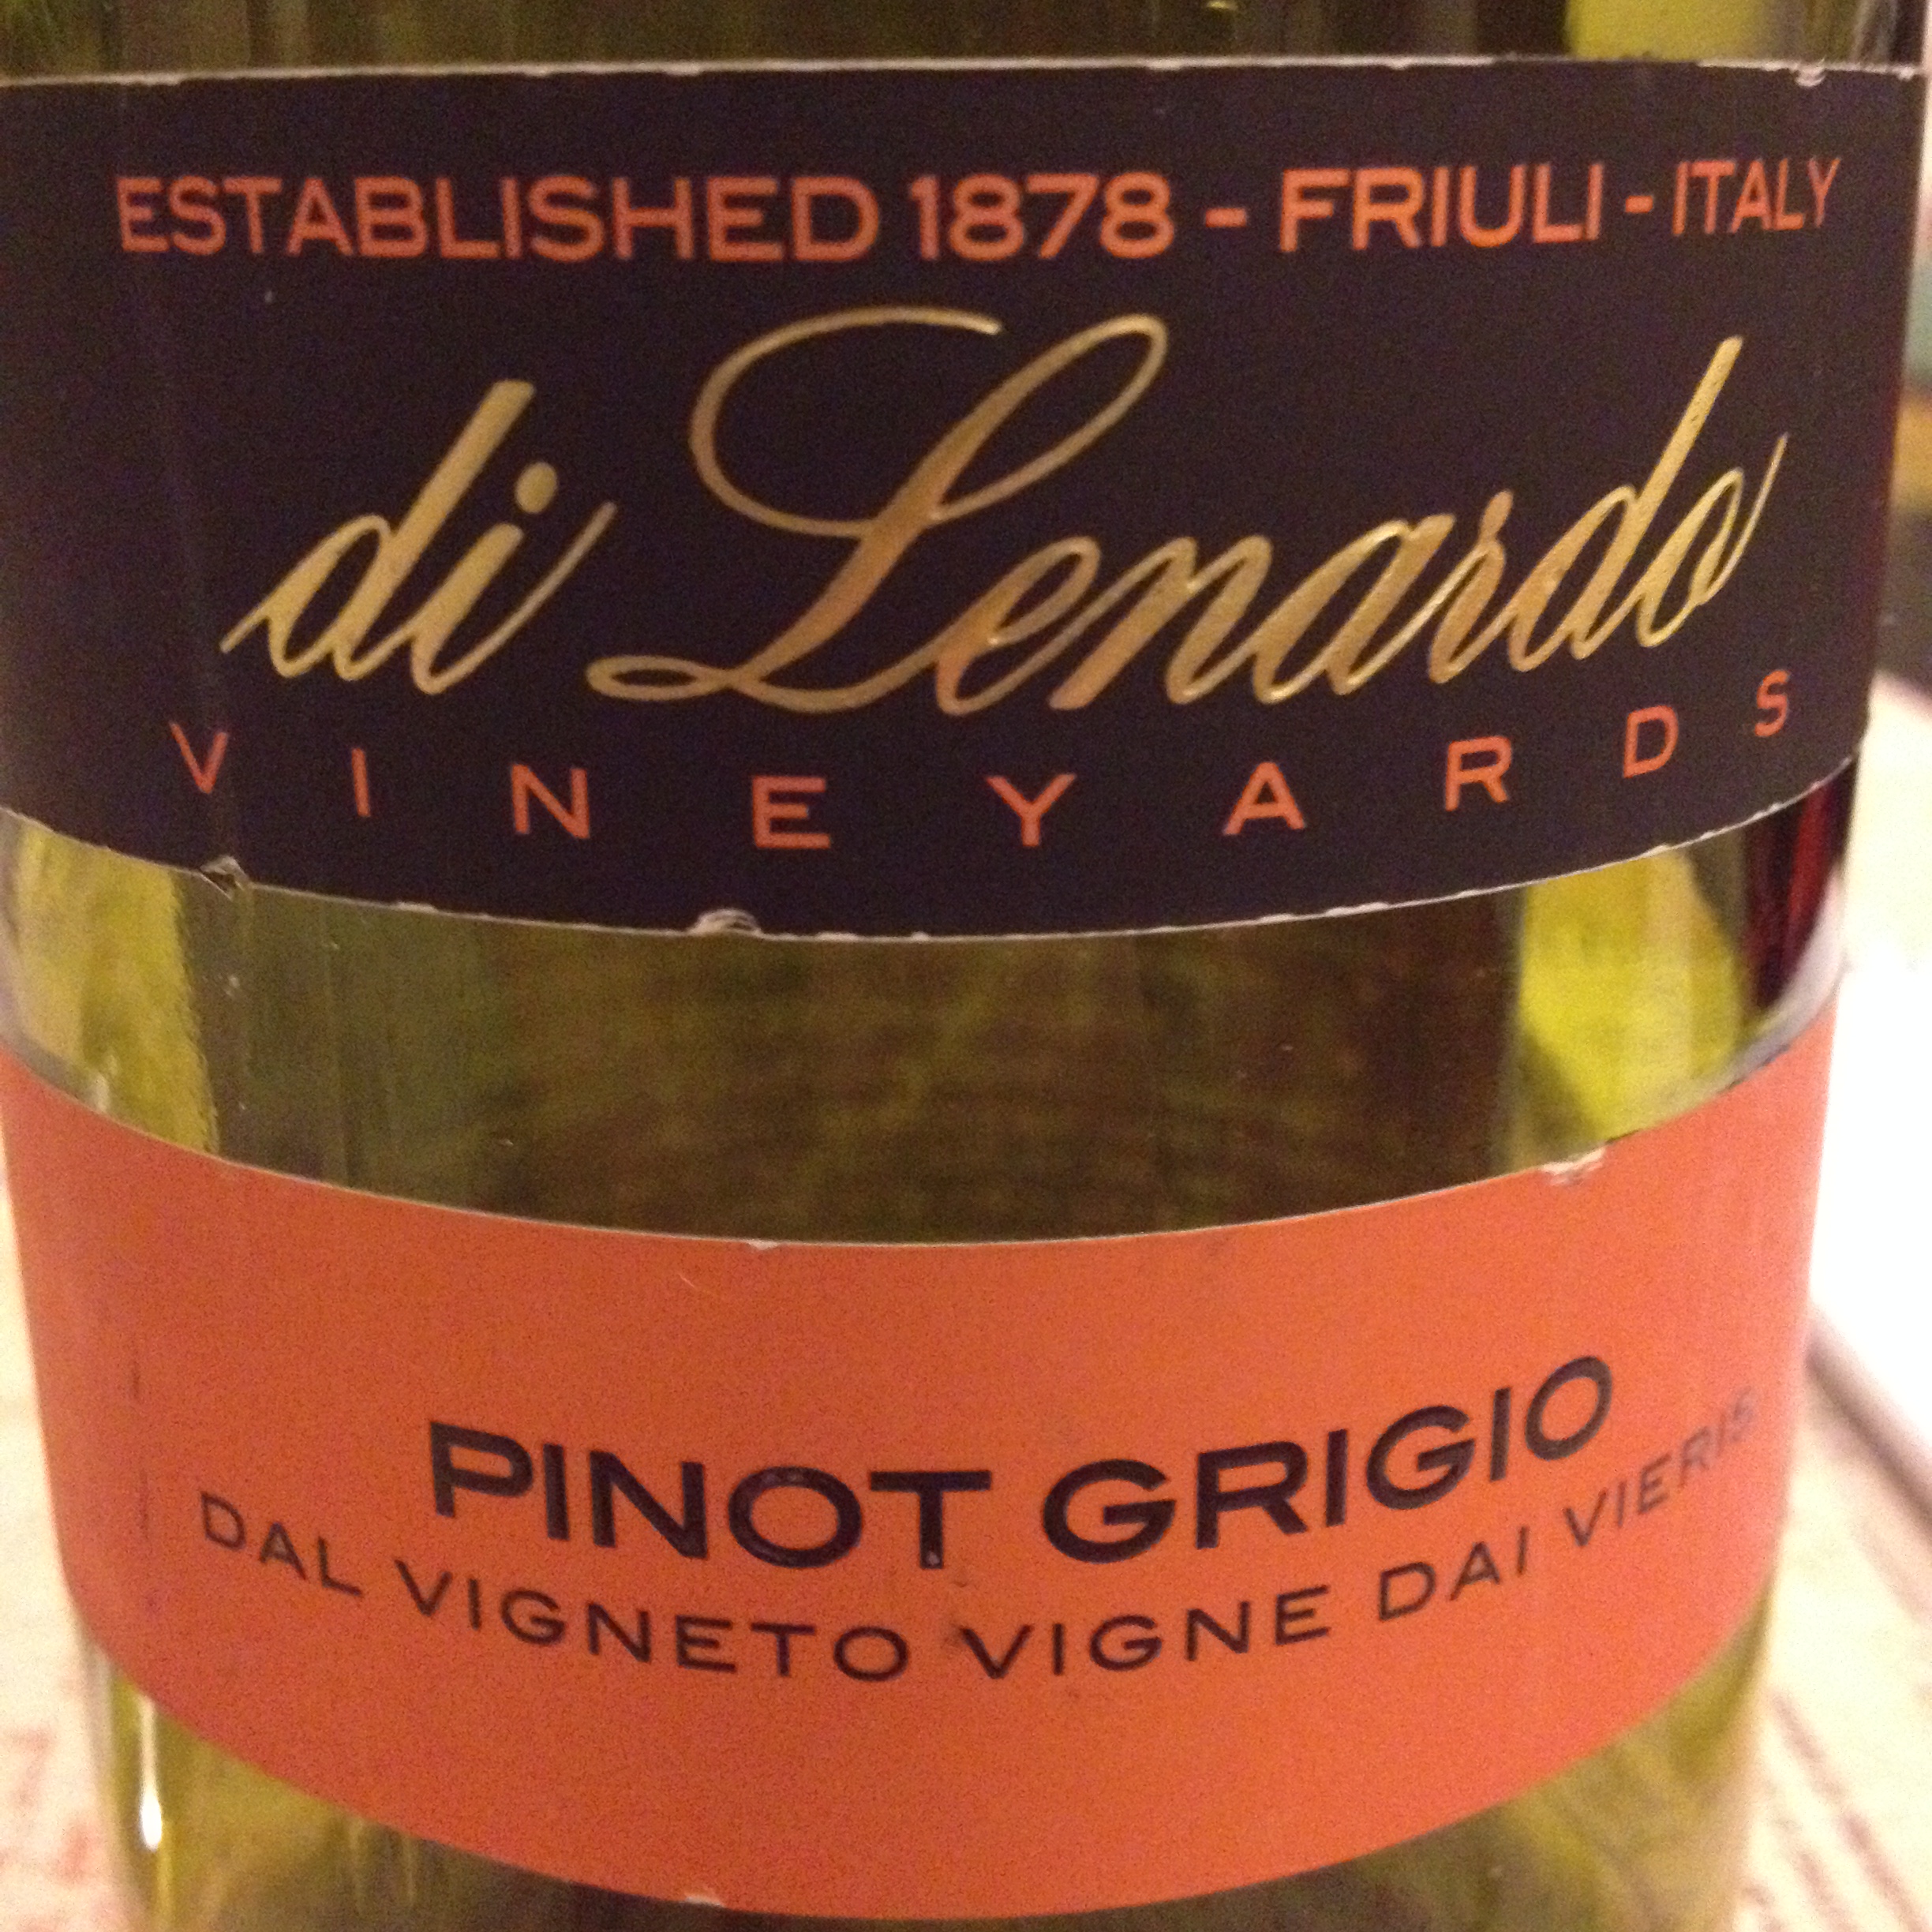 ESTABLISHED 1878 - FRIULI - ITALY
di Lenardo
VINEYARDS
PINOT GRIGIO
DAL VIGNETO VIGNE DAI VIERIS